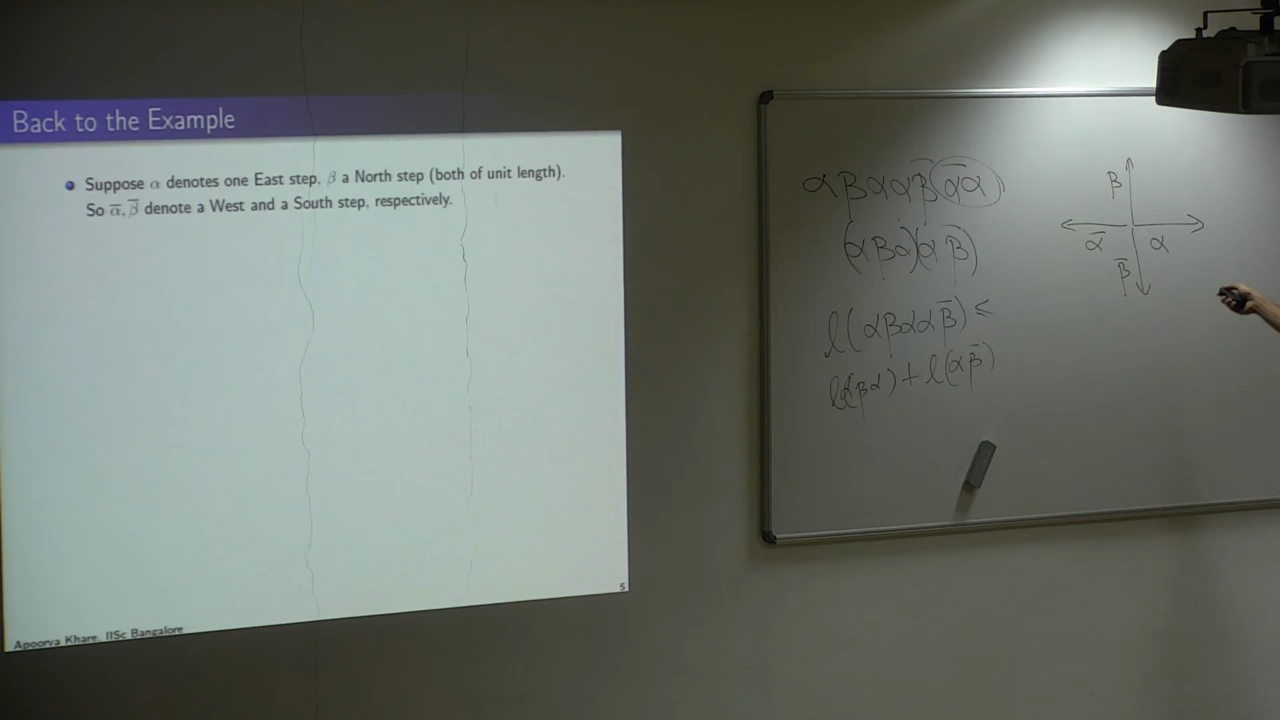 Back to the Example
Suppose α denotes one East step, β a North step (both of unit length).
So ᾱ, β̄ denote a West and a South step, respectively.
5
Apoorva Khare, IISc Bangalore
αβααβ̄ᾱα
(αβα)(αβ̄)
l(αβααβ̄) ≤
l(αβα) + l(αβ̄)
β
ᾱ α
β̄